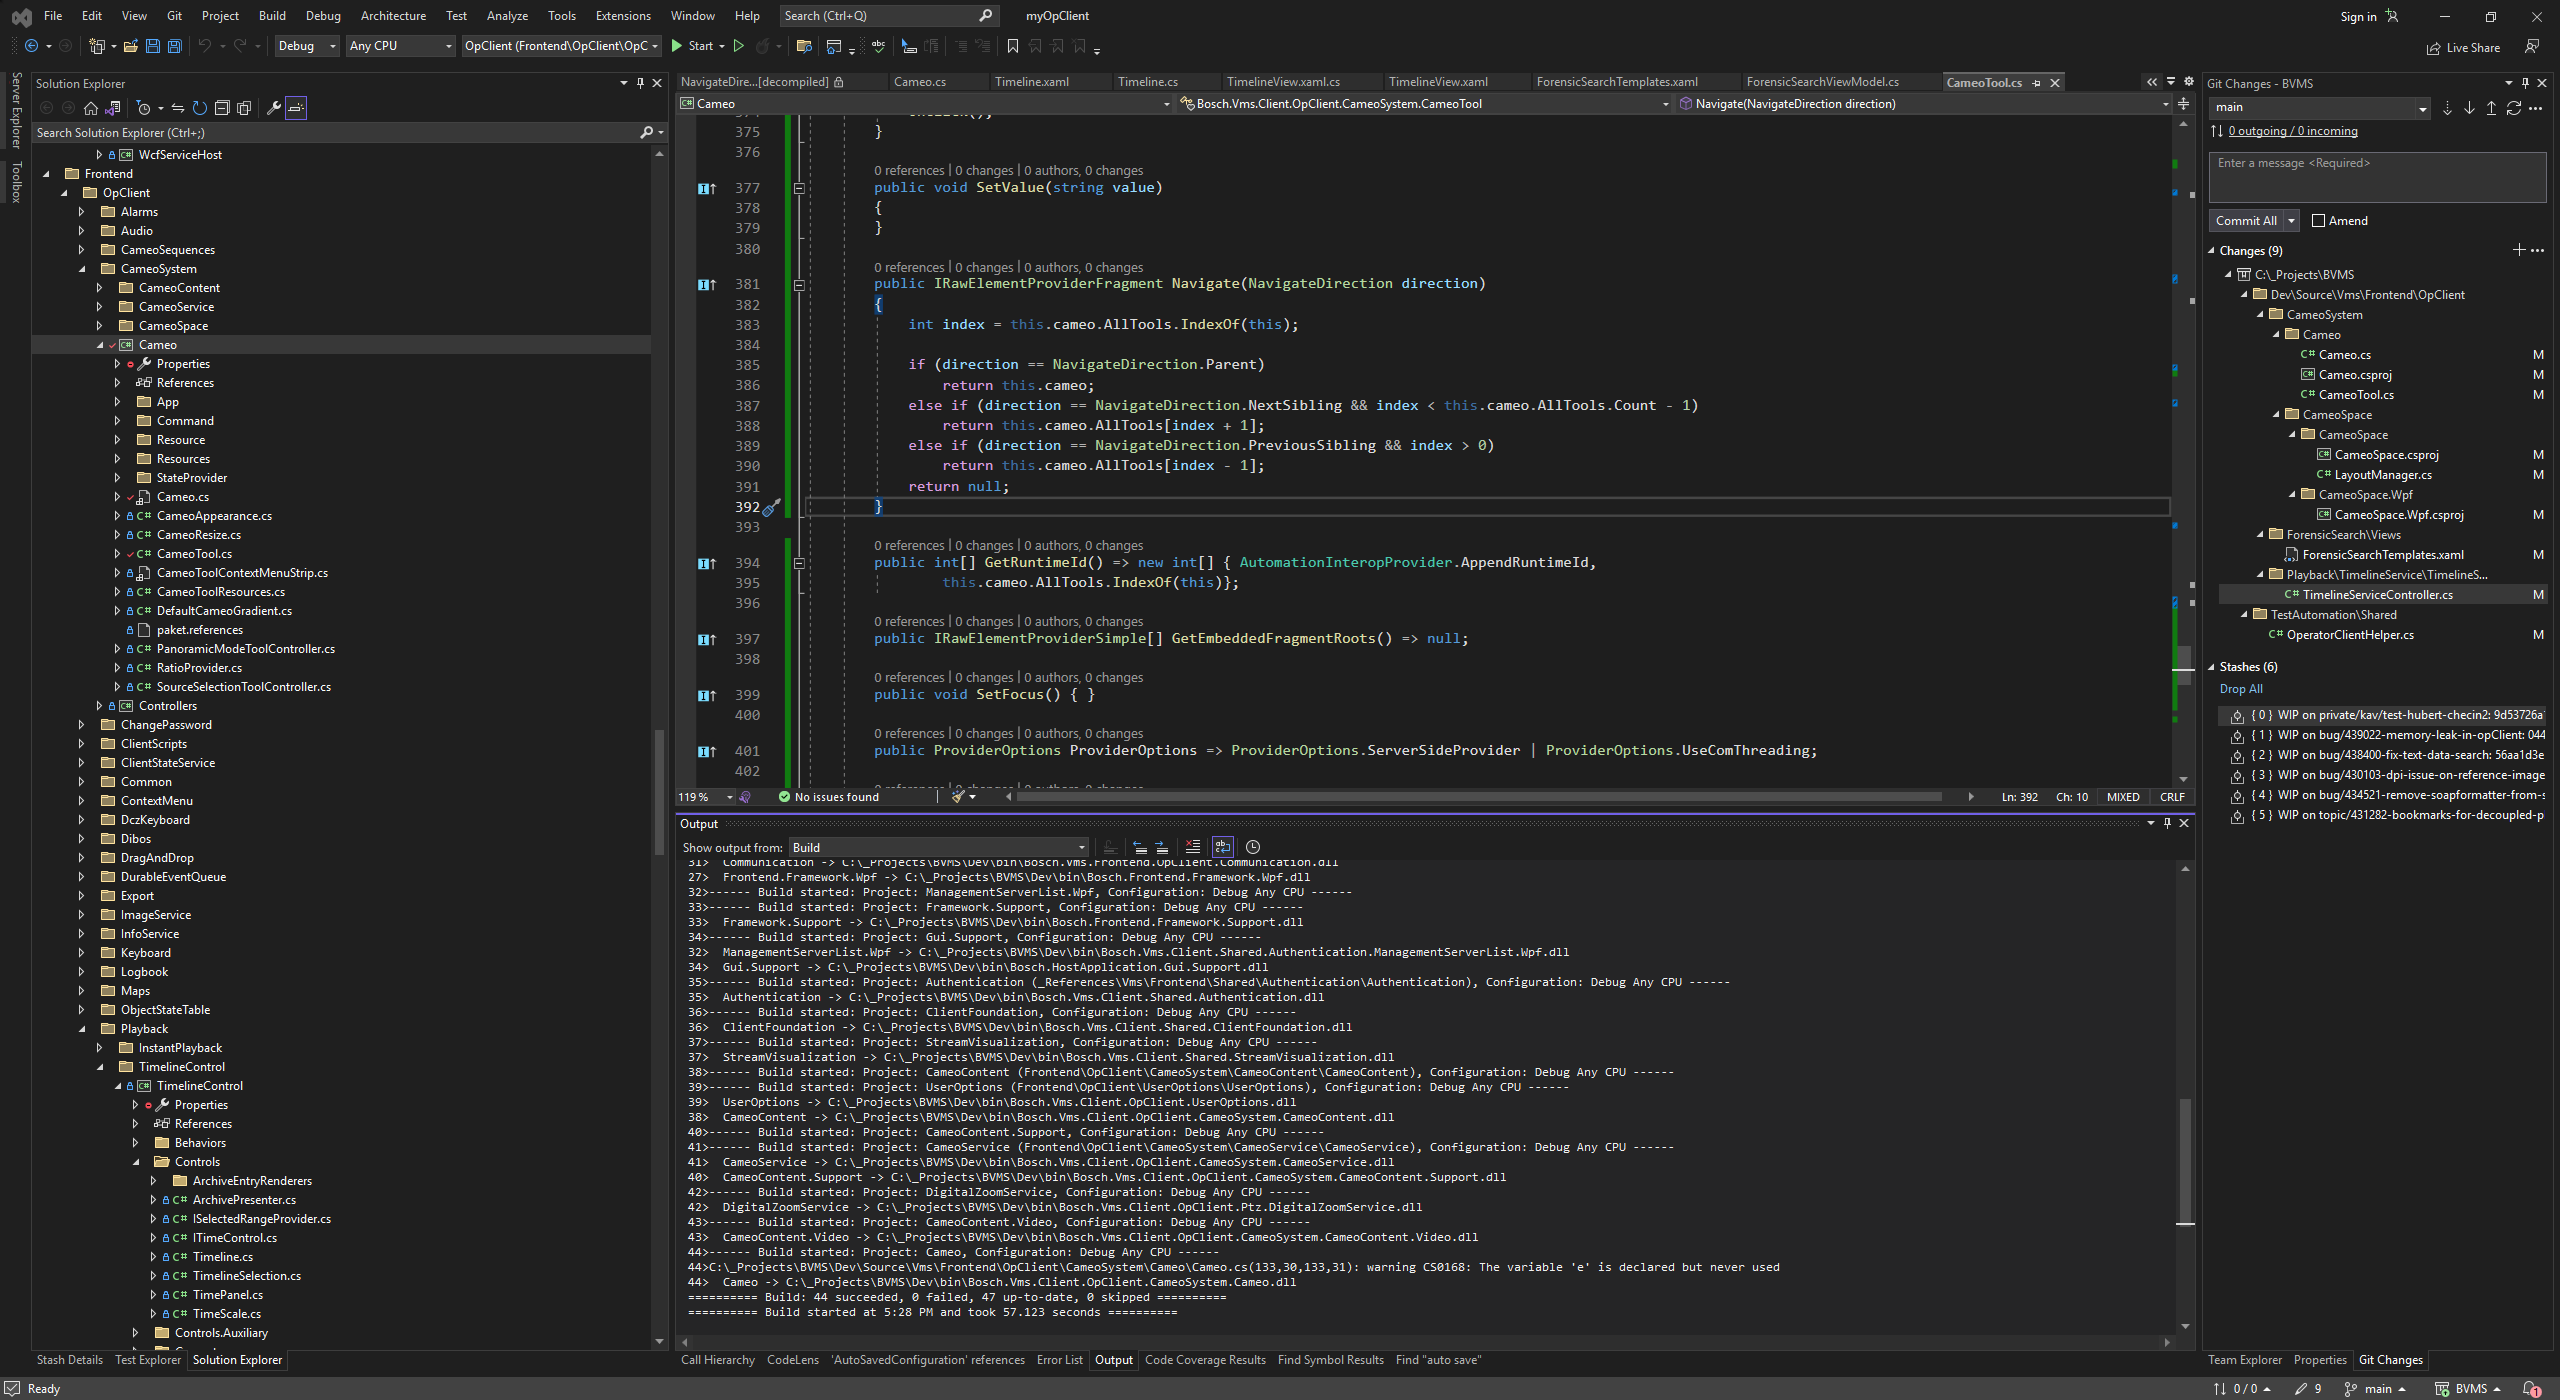 File Edit View Git Project Build Debug Architecture Test Analyze Tools Extensions Window Help Search (Ctrl+Q) myOpClient Sign in
Debug Any CPU OpClient (Frontend\OpClient\OpC Start Live Share
Server Explorer
Toolbox
Solution Explorer
Search Solution Explorer (Ctrl+;)
WcfServiceHost
Frontend
OpClient
Alarms
Audio
CameoSequences
CameoSystem
CameoContent
CameoService
CameoSpace
Cameo
Properties
References
App
Command
Resource
Resources
StateProvider
Cameo.cs
CameoAppearance.cs
CameoResize.cs
CameoTool.cs
CameoToolContextMenuStrip.cs
CameoToolResources.cs
DefaultCameoGradient.cs
paket.references
PanoramicModeToolController.cs
RatioProvider.cs
SourceSelectionToolController.cs
Controllers
ChangePassword
ClientScripts
ClientStateService
Common
ContextMenu
DczKeyboard
Dibos
DragAndDrop
DurableEventQueue
Export
ImageService
InfoService
Keyboard
Logbook
Maps
ObjectStateTable
Playback
InstantPlayback
TimelineControl
TimelineControl
Properties
References
Behaviors
Controls
ArchiveEntryRenderers
ArchivePresenter.cs
ISelectedRangeProvider.cs
ITimeControl.cs
Timeline.cs
TimelineSelection.cs
TimePanel.cs
TimeScale.cs
Controls.Auxiliary
Stash Details Test Explorer Solution Explorer
NavigateDire...[decompiled] Cameo.cs Timeline.xaml Timeline.cs TimelineView.xaml.cs TimelineView.xaml ForensicSearchTemplates.xaml ForensicSearchViewModel.cs CameoTool.cs
Cameo Bosch.Vms.Client.OpClient.CameoSystem.CameoTool Navigate(NavigateDirection direction)
375 }
376
0 references | 0 changes | 0 authors, 0 changes
377 public void SetValue(string value)
378 {
379 }
380
0 references | 0 changes | 0 authors, 0 changes
381 public IRawElementProviderFragment Navigate(NavigateDirection direction)
382 {
383 int index = this.cameo.AllTools.IndexOf(this);
384
385 if (direction == NavigateDirection.Parent)
386 return this.cameo;
387 else if (direction == NavigateDirection.NextSibling && index < this.cameo.AllTools.Count - 1)
388 return this.cameo.AllTools[index + 1];
389 else if (direction == NavigateDirection.PreviousSibling && index > 0)
390 return this.cameo.AllTools[index - 1];
391 return null;
392 }
393
0 references | 0 changes | 0 authors, 0 changes
394 public int[] GetRuntimeId() => new int[] { AutomationInteropProvider.AppendRuntimeId,
395 this.cameo.AllTools.IndexOf(this)};
396
0 references | 0 changes | 0 authors, 0 changes
397 public IRawElementProviderSimple[] GetEmbeddedFragmentRoots() => null;
398
0 references | 0 changes | 0 authors, 0 changes
399 public void SetFocus() { }
400
0 references | 0 changes | 0 authors, 0 changes
401 public ProviderOptions ProviderOptions => ProviderOptions.ServerSideProvider | ProviderOptions.UseComThreading;
402
119 % No issues found Ln: 392 Ch: 10 MIXED CRLF
Output
Show output from: Build
31> Communication -> C:\_Projects\BVMS\Dev\bin\Bosch.Vms.Frontend.OpClient.Communication.dll
27> Frontend.Framework.Wpf -> C:\_Projects\BVMS\Dev\bin\Bosch.Frontend.Framework.Wpf.dll
32>------ Build started: Project: ManagementServerList.Wpf, Configuration: Debug Any CPU ------
33>------ Build started: Project: Framework.Support, Configuration: Debug Any CPU ------
33> Framework.Support -> C:\_Projects\BVMS\Dev\bin\Bosch.Frontend.Framework.Support.dll
34>------ Build started: Project: Gui.Support, Configuration: Debug Any CPU ------
32> ManagementServerList.Wpf -> C:\_Projects\BVMS\Dev\bin\Bosch.Vms.Client.Shared.Authentication.ManagementServerList.Wpf.dll
34> Gui.Support -> C:\_Projects\BVMS\Dev\bin\Bosch.HostApplication.Gui.Support.dll
35>------ Build started: Project: Authentication (_References\Vms\Frontend\Shared\Authentication\Authentication), Configuration: Debug Any CPU ------
35> Authentication -> C:\_Projects\BVMS\Dev\bin\Bosch.Vms.Client.Shared.Authentication.dll
36>------ Build started: Project: ClientFoundation, Configuration: Debug Any CPU ------
36> ClientFoundation -> C:\_Projects\BVMS\Dev\bin\Bosch.Vms.Client.Shared.ClientFoundation.dll
37>------ Build started: Project: StreamVisualization, Configuration: Debug Any CPU ------
37> StreamVisualization -> C:\_Projects\BVMS\Dev\bin\Bosch.Vms.Client.Shared.StreamVisualization.dll
38>------ Build started: Project: CameoContent (Frontend\OpClient\CameoSystem\CameoContent\CameoContent), Configuration: Debug Any CPU ------
39>------ Build started: Project: UserOptions (Frontend\OpClient\UserOptions\UserOptions), Configuration: Debug Any CPU ------
39> UserOptions -> C:\_Projects\BVMS\Dev\bin\Bosch.Vms.Client.OpClient.UserOptions.dll
38> CameoContent -> C:\_Projects\BVMS\Dev\bin\Bosch.Vms.Client.OpClient.CameoSystem.CameoContent.dll
40>------ Build started: Project: CameoContent.Support, Configuration: Debug Any CPU ------
41>------ Build started: Project: CameoService (Frontend\OpClient\CameoSystem\CameoService\CameoService), Configuration: Debug Any CPU ------
41> CameoService -> C:\_Projects\BVMS\Dev\bin\Bosch.Vms.Client.OpClient.CameoSystem.CameoService.dll
40> CameoContent.Support -> C:\_Projects\BVMS\Dev\bin\Bosch.Vms.Client.OpClient.CameoSystem.CameoContent.Support.dll
42>------ Build started: Project: DigitalZoomService, Configuration: Debug Any CPU ------
42> DigitalZoomService -> C:\_Projects\BVMS\Dev\bin\Bosch.Vms.Client.OpClient.Ptz.DigitalZoomService.dll
43>------ Build started: Project: CameoContent.Video, Configuration: Debug Any CPU ------
43> CameoContent.Video -> C:\_Projects\BVMS\Dev\bin\Bosch.Vms.Client.OpClient.CameoSystem.CameoContent.Video.dll
44>------ Build started: Project: Cameo, Configuration: Debug Any CPU ------
44>C:\_Projects\BVMS\Dev\Source\Vms\Frontend\OpClient\CameoSystem\Cameo\Cameo.cs(133,30,133,31): warning CS0168: The variable 'e' is declared but never used
44> Cameo -> C:\_Projects\BVMS\Dev\bin\Bosch.Vms.Client.OpClient.CameoSystem.Cameo.dll
========== Build: 44 succeeded, 0 failed, 47 up-to-date, 0 skipped ==========
========== Build started at 5:28 PM and took 57.123 seconds ==========
Call Hierarchy CodeLens 'AutoSavedConfiguration' references Error List Output Code Coverage Results Find Symbol Results Find "auto save"
Git Changes - BVMS
main
0 outgoing / 0 incoming
Enter a message <Required>
Commit All Amend
Changes (9)
C:\_Projects\BVMS
Dev\Source\Vms\Frontend\OpClient
CameoSystem
Cameo
Cameo.cs M
Cameo.csproj M
CameoTool.cs M
CameoSpace
CameoSpace
CameoSpace.csproj M
LayoutManager.cs M
CameoSpace.Wpf
CameoSpace.Wpf.csproj M
ForensicSearch\Views
ForensicSearchTemplates.xaml M
Playback\TimelineService\TimelineS...
TimelineServiceController.cs M
TestAutomation\Shared
OperatorClientHelper.cs M
Stashes (6)
Drop All
{ 0 } WIP on private/kav/test-hubert-checin2: 9d53726a
{ 1 } WIP on bug/439022-memory-leak-in-opClient: 044
{ 2 } WIP on bug/438400-fix-text-data-search: 56aa1d3e
{ 3 } WIP on bug/430103-dpi-issue-on-reference-image
{ 4 } WIP on bug/434521-remove-soapformatter-from-s
{ 5 } WIP on topic/431282-bookmarks-for-decoupled-p
Team Explorer Properties Git Changes
Ready 0 / 0 9 main BVMS 1